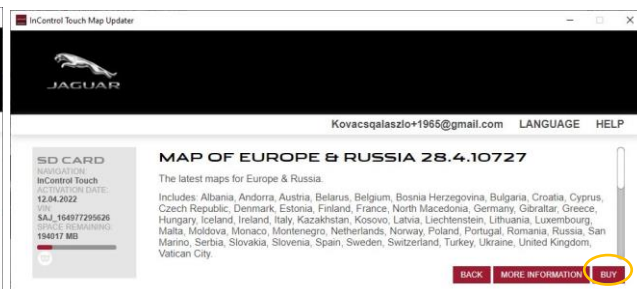 InControl Touch Map Updater
JAGUAR
Kovacsqalaszlo+1965@gmail.com LANGUAGE HELP
SD CARD
NAVIGATION:
InControl Touch
ACTIVATION DATE:
12.04.2022
VIN:
SAJ_164977295626
SPACE REMAINING:
194017 MB
MAP OF EUROPE & RUSSIA 28.4.10727
The latest maps for Europe & Russia.
Includes: Albania, Andorra, Austria, Belarus, Belgium, Bosnia Herzegovina, Bulgaria, Croatia, Cyprus,
Czech Republic, Denmark, Estonia, Finland, France, North Macedonia, Germany, Gibraltar, Greece,
Hungary, Iceland, Ireland, Italy, Kazakhstan, Kosovo, Latvia, Liechtenstein, Lithuania, Luxembourg,
Malta, Moldova, Monaco, Montenegro, Netherlands, Norway, Poland, Portugal, Romania, Russia, San
Marino, Serbia, Slovakia, Slovenia, Spain, Sweden, Switzerland, Turkey, Ukraine, United Kingdom,
Vatican City.
BACK MORE INFORMATION BUY